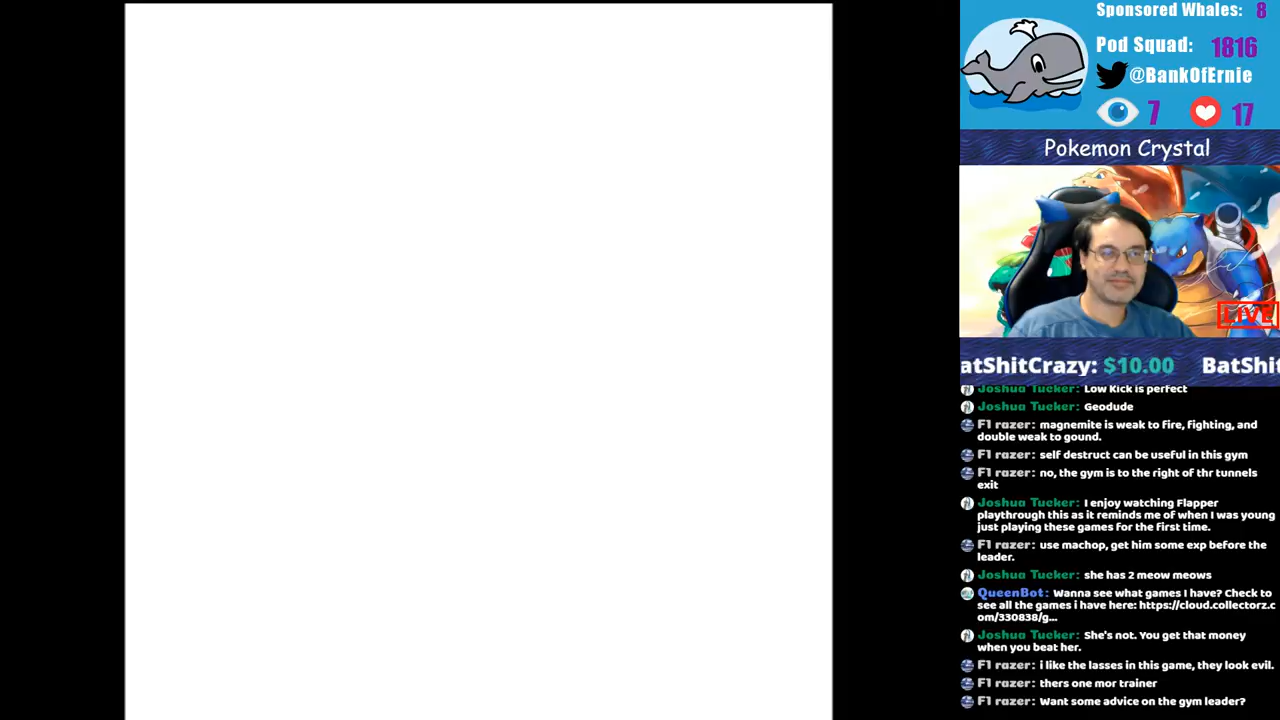 Sponsored Whales: 8
Pod Squad: 1816
@BankOfErnie
7 17
Pokemon Crystal
LIVE
atShitCrazy: $10.00 BatShit
Joshua Tucker: Low Kick is perfect
Joshua Tucker: Geodude
F1 razer: magnemite is weak to fire, fighting, and
double weak to gound.
F1 razer: self destruct can be useful in this gym
F1 razer: no, the gym is to the right of thr tunnels
exit
Joshua Tucker: I enjoy watching Flapper
playthrough this as it reminds me of when I was young
just playing these games for the first time.
F1 razer: use machop, get him some exp before the
leader.
Joshua Tucker: she has 2 meow meows
QueenBot: Wanna see what games I have? Check to
see all the games i have here: https://cloud.collectorz.c
om/330838/g...
Joshua Tucker: She's not. You get that money
when you beat her.
F1 razer: i like the lasses in this game, they look evil.
F1 razer: thers one mor trainer
F1 razer: Want some advice on the gym leader?